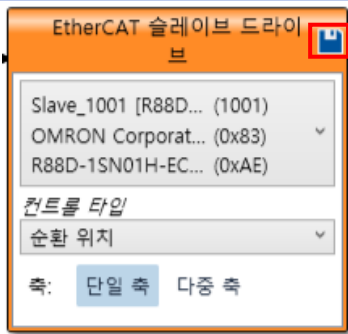 EtherCAT 슬레이브 드라이
브
Slave_1001 [R88D... (1001)
OMRON Corporat... (0x83)
R88D-1SN01H-EC... (0xAE)
컨트롤 타입
순환 위치
축: 단일 축 다중 축